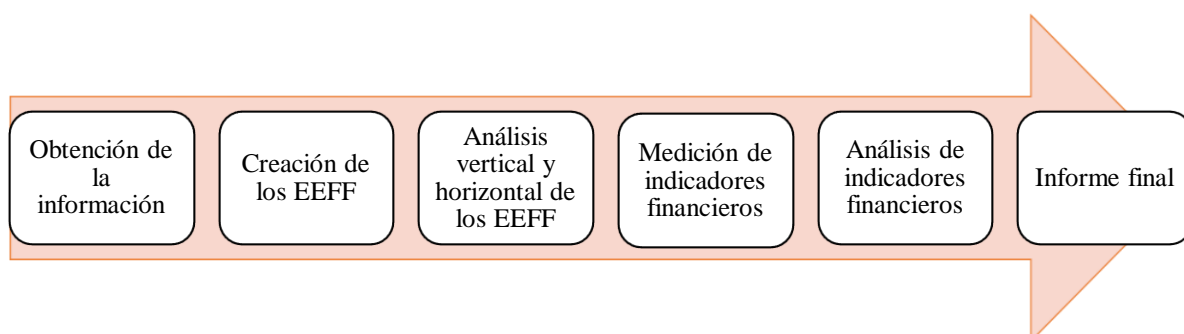 Obtención de
la
información
Creación de
los EEFF
Análisis
vertical y
horizontal de
los EEFF
Medición de
indicadores
financieros
Análisis de
indicadores
financieros
Informe final